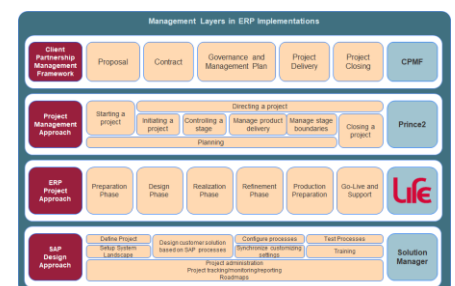 Management Layers in ERP Implementations
Client
Partnership
Management
Framework
Proposal
Contract
Governance and
Management Plan
Project
Delivery
Project
Closing
CPMF
Project
Management
Approach
Starting a
project
Directing a project
Initiating a
project
Controlling a
stage
Manage product
delivery
Manage stage
boundaries
Closing a
project
Planning
Prince2
ERP
Project
Approach
Preparation
Phase
Design
Phase
Realization
Phase
Refinement
Phase
Production
Preparation
Go-Live and
Support
Life
SAP
Design
Approach
Define Project
Setup System
Landscape
Design customer solution
based on SAP processes
Configure processes
Synchronize customizing
settings
Test Processes
Training
Project administration
Project tracking/monitoring/reporting
Roadmaps
Solution
Manager